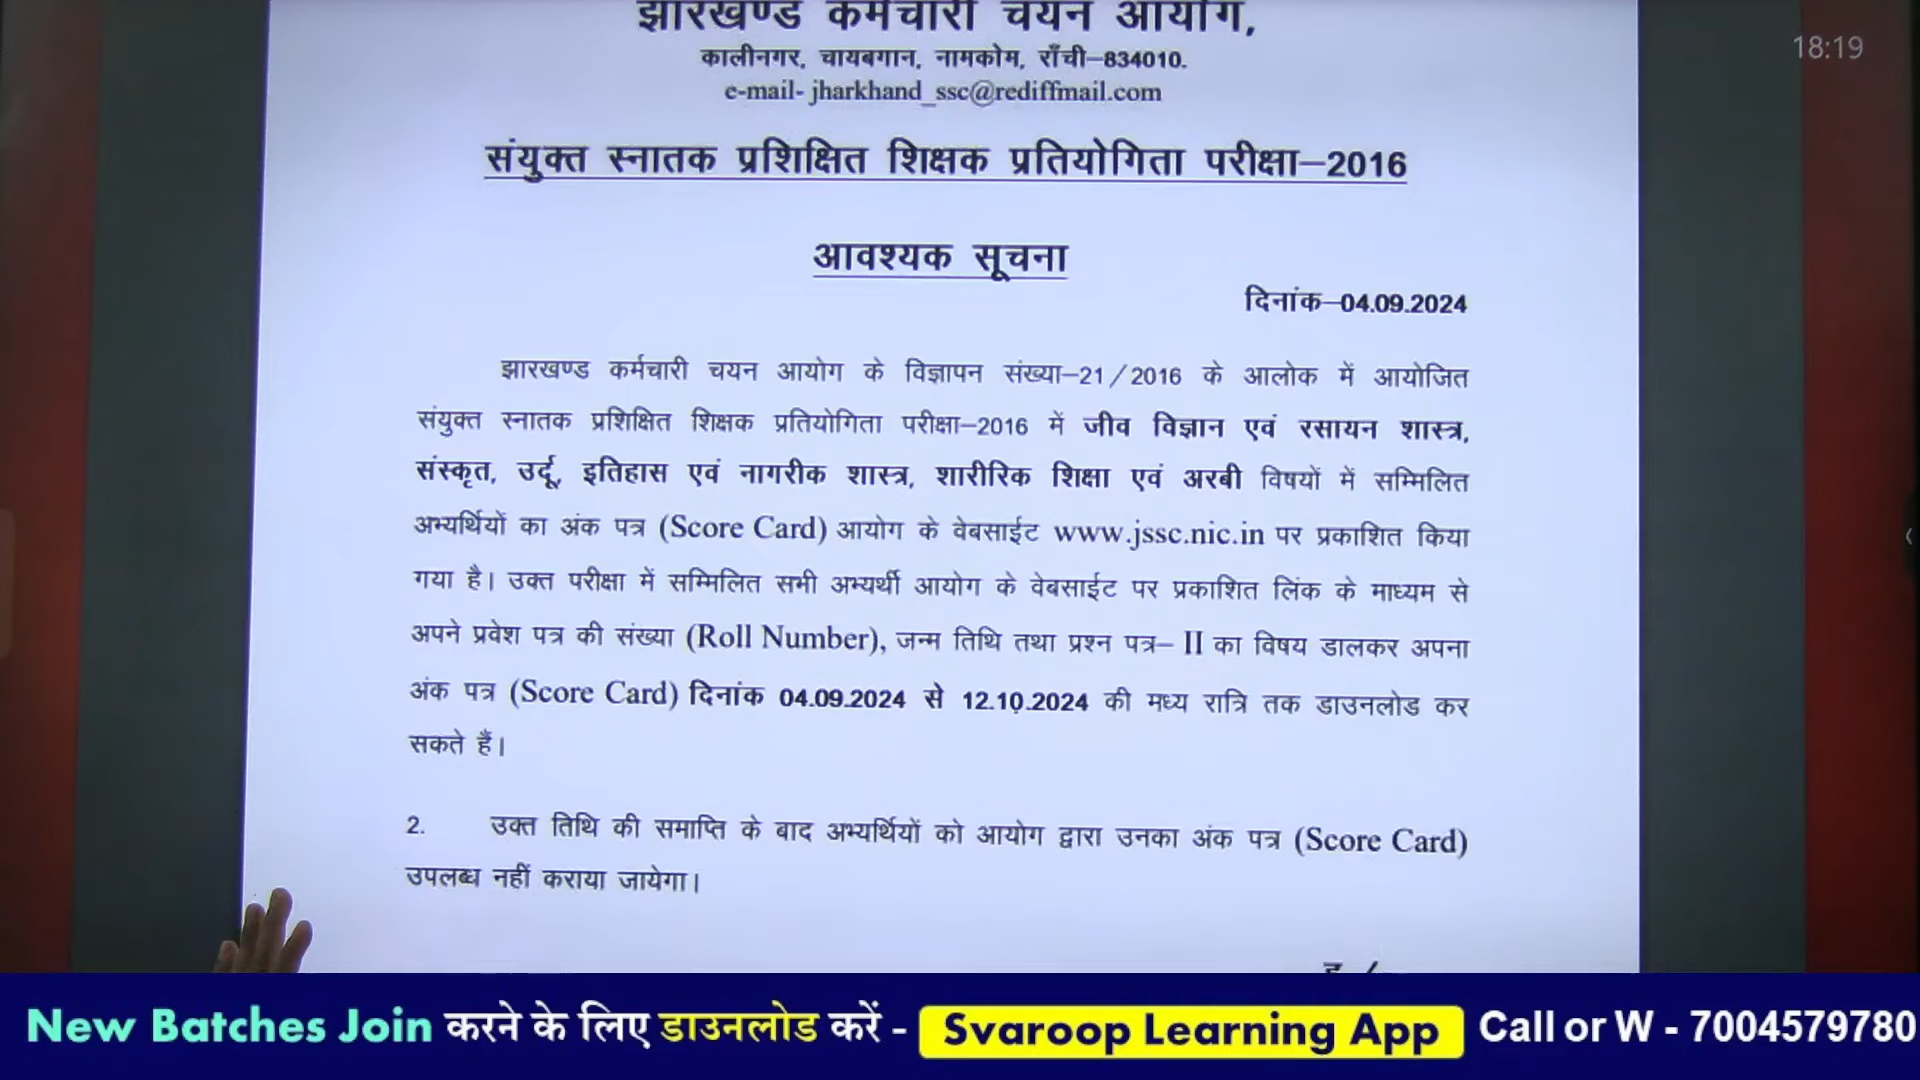 झारखण्ड कर्मचारी चयन आयोग,
कालीनगर, चायबगान, नामकोम, राँची–834010.
e-mail- jharkhand_ssc@rediffmail.com
18:19
संयुक्त स्नातक प्रशिक्षित शिक्षक प्रतियोगिता परीक्षा–2016
आवश्यक सूचना
दिनांक–04.09.2024
झारखण्ड कर्मचारी चयन आयोग के विज्ञापन संख्या–21/2016 के आलोक में आयोजित
संयुक्त स्नातक प्रशिक्षित शिक्षक प्रतियोगिता परीक्षा–2016 में जीव विज्ञान एवं रसायन शास्त्र,
संस्कृत, उर्दू, इतिहास एवं नागरीक शास्त्र, शारीरिक शिक्षा एवं अरबी विषयों में सम्मिलित
अभ्यर्थियों का अंक पत्र (Score Card) आयोग के वेबसाईट www.jssc.nic.in पर प्रकाशित किया
गया है। उक्त परीक्षा में सम्मिलित सभी अभ्यर्थी आयोग के वेबसाईट पर प्रकाशित लिंक के माध्यम से
अपने प्रवेश पत्र की संख्या (Roll Number), जन्म तिथि तथा प्रश्न पत्र– II का विषय डालकर अपना
अंक पत्र (Score Card) दिनांक 04.09.2024 से 12.10.2024 की मध्य रात्रि तक डाउनलोड कर
सकते हैं।
2. उक्त तिथि की समाप्ति के बाद अभ्यर्थियों को आयोग द्वारा उनका अंक पत्र (Score Card)
उपलब्ध नहीं कराया जायेगा।
New Batches Join करने के लिए डाउनलोड करें - Svaroop Learning App Call or W - 7004579780